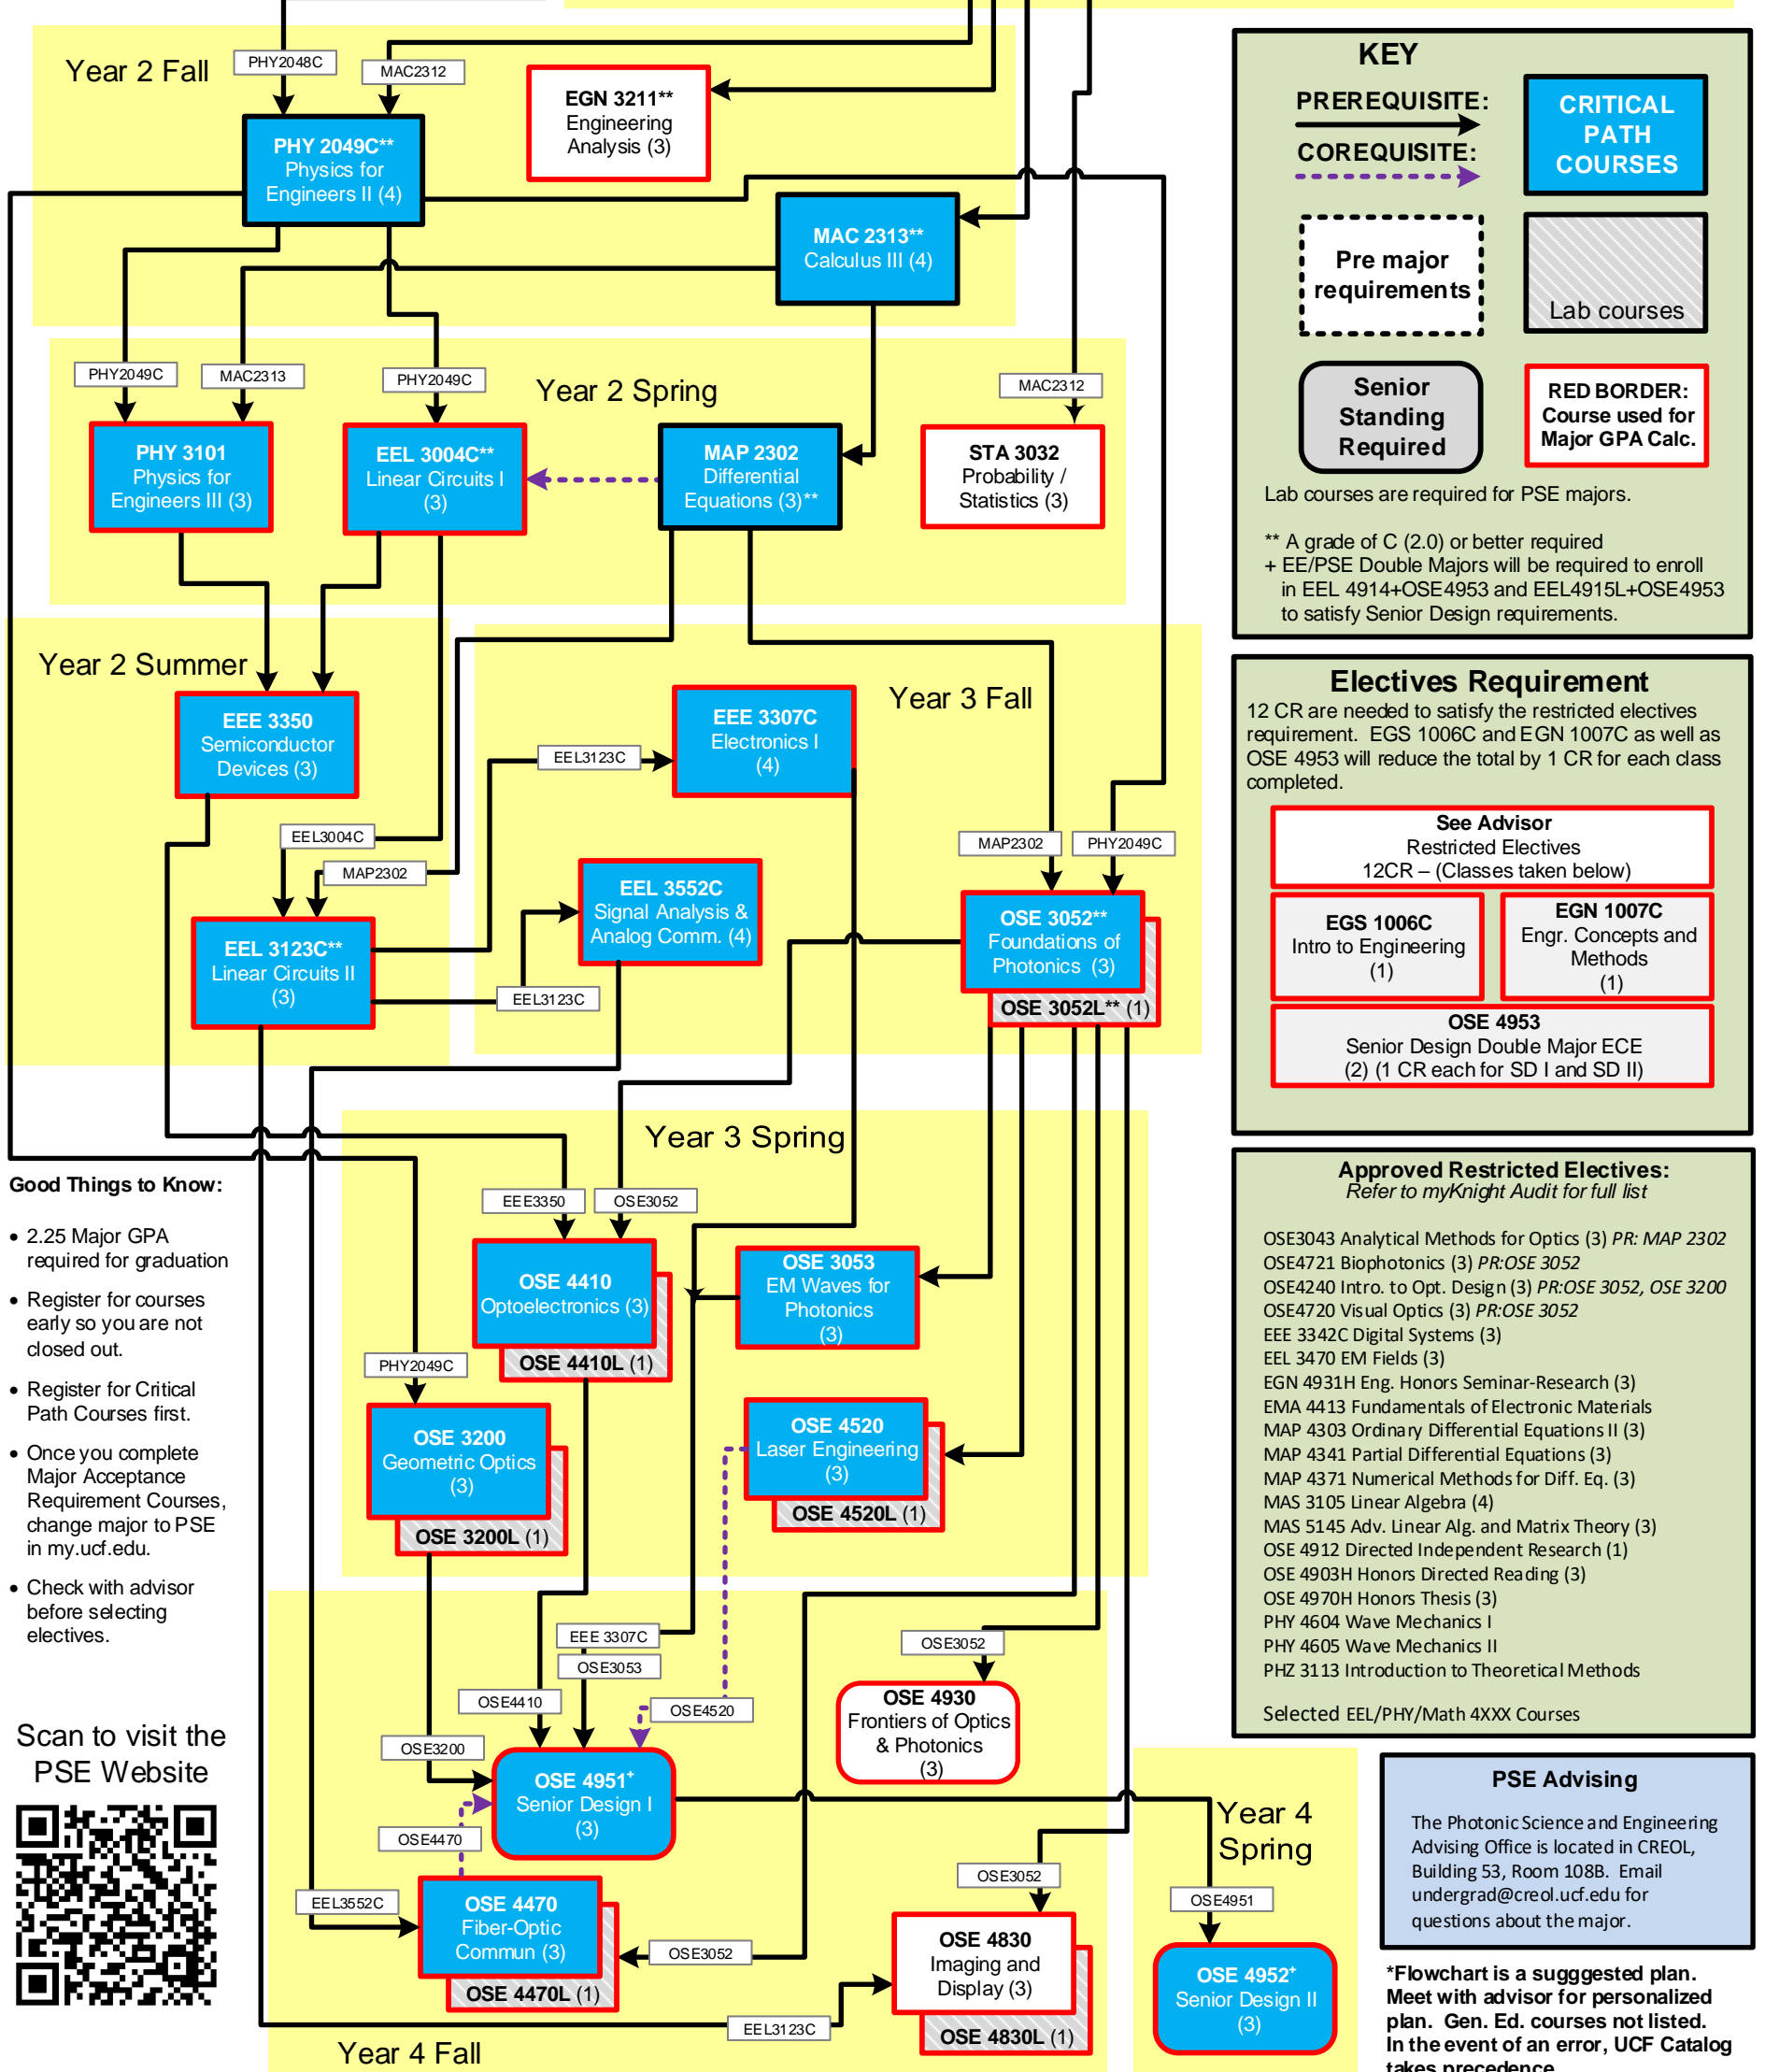 Year 2 Fall
PHY2048C
MAC2312
EGN 3211**
Engineering
Analysis (3)
PHY 2049C**
Physics for
Engineers II (4)
MAC 2313**
Calculus III (4)
PHY2049C
MAC2313
PHY2049C
Year 2 Spring
MAC2312
PHY 3101
Physics for
Engineers III (3)
EEL 3004C**
Linear Circuits I
(3)
MAP 2302
Differential
Equations (3)**
STA 3032
Probability /
Statistics (3)
Year 2 Summer
Year 3 Fall
EEE 3350
Semiconductor
Devices (3)
EEL3123C
EEE 3307C
Electronics I
(4)
EEL3004C
MAP2302
MAP2302
PHY2049C
EEL 3552C
Signal Analysis &
Analog Comm. (4)
EEL 3123C**
Linear Circuits II
(3)
EEL3123C
OSE 3052**
Foundations of
Photonics (3)
OSE 3052L** (1)
Year 3 Spring
EEE3350
OSE3052
OSE 4410
Optoelectronics (3)
OSE 4410L (1)
OSE 3053
EM Waves for
Photonics
(3)
PHY2049C
OSE 3200
Geometric Optics
(3)
OSE 3200L (1)
OSE 4520
Laser Engineering
(3)
OSE 4520L (1)
EEE 3307C
OSE3053
OSE4410
OSE4520
OSE3200
OSE3052
OSE 4930
Frontiers of Optics
& Photonics
(3)
OSE 4951+
Senior Design I
(3)
OSE4470
Year 4
Spring
EEL3552C
OSE 4470
Fiber-Optic
Commun (3)
OSE 4470L (1)
OSE3052
OSE3052
OSE 4830
Imaging and
Display (3)
OSE 4830L (1)
EEL3123C
OSE4951
OSE 4952+
Senior Design II
(3)
Year 4 Fall
Good Things to Know:
• 2.25 Major GPA
required for graduation
• Register for courses
early so you are not
closed out.
• Register for Critical
Path Courses first.
• Once you complete
Major Acceptance
Requirement Courses,
change major to PSE
in my.ucf.edu.
• Check with advisor
before selecting
electives.
Scan to visit the
PSE Website
KEY
PREREQUISITE:
COREQUISITE:
CRITICAL
PATH
COURSES
Pre major
requirements
Lab courses
Senior
Standing
Required
RED BORDER:
Course used for
Major GPA Calc.
Lab courses are required for PSE majors.
** A grade of C (2.0) or better required
+ EE/PSE Double Majors will be required to enroll
in EEL 4914+OSE4953 and EEL4915L+OSE4953
to satisfy Senior Design requirements.
Electives Requirement
12 CR are needed to satisfy the restricted electives
requirement. EGS 1006C and EGN 1007C as well as
OSE 4953 will reduce the total by 1 CR for each class
completed.
See Advisor
Restricted Electives
12CR – (Classes taken below)
EGS 1006C
Intro to Engineering
(1)
EGN 1007C
Engr. Concepts and
Methods
(1)
OSE 4953
Senior Design Double Major ECE
(2) (1 CR each for SD I and SD II)
Approved Restricted Electives:
Refer to myKnight Audit for full list
OSE3043 Analytical Methods for Optics (3) PR: MAP 2302
OSE4721 Biophotonics (3) PR:OSE 3052
OSE4240 Intro. to Opt. Design (3) PR:OSE 3052, OSE 3200
OSE4720 Visual Optics (3) PR:OSE 3052
EEE 3342C Digital Systems (3)
EEL 3470 EM Fields (3)
EGN 4931H Eng. Honors Seminar-Research (3)
EMA 4413 Fundamentals of Electronic Materials
MAP 4303 Ordinary Differential Equations II (3)
MAP 4341 Partial Differential Equations (3)
MAP 4371 Numerical Methods for Diff. Eq. (3)
MAS 3105 Linear Algebra (4)
MAS 5145 Adv. Linear Alg. and Matrix Theory (3)
OSE 4912 Directed Independent Research (1)
OSE 4903H Honors Directed Reading (3)
OSE 4970H Honors Thesis (3)
PHY 4604 Wave Mechanics I
PHY 4605 Wave Mechanics II
PHZ 3113 Introduction to Theoretical Methods
Selected EEL/PHY/Math 4XXX Courses
PSE Advising
The Photonic Science and Engineering
Advising Office is located in CREOL,
Building 53, Room 108B. Email
undergrad@creol.ucf.edu for
questions about the major.
*Flowchart is a sugggested plan.
Meet with advisor for personalized
plan. Gen. Ed. courses not listed.
In the event of an error, UCF Catalog
takes precedence